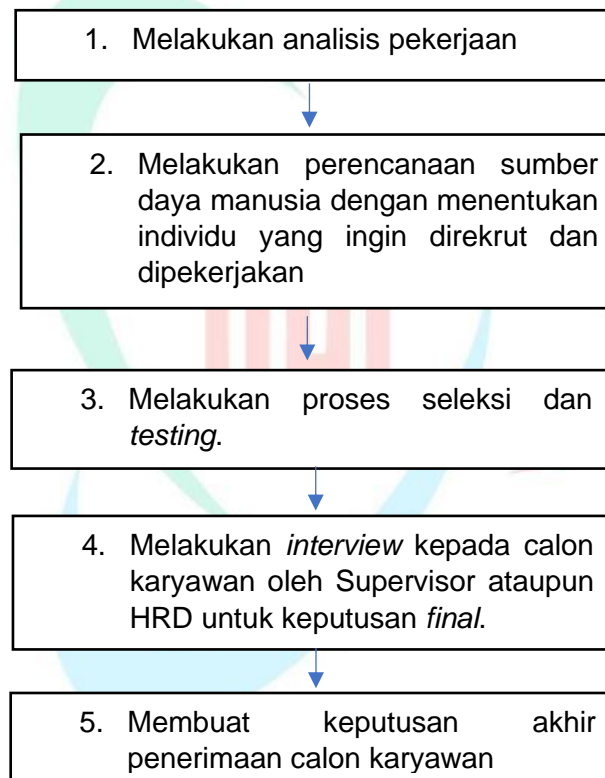 1. Melakukan analisis pekerjaan
2. Melakukan perencanaan sumber
daya manusia dengan menentukan
individu yang ingin direkrut dan
dipekerjakan
3. Melakukan proses seleksi dan
testing.
4. Melakukan interview kepada calon
karyawan oleh Supervisor ataupun
HRD untuk keputusan final.
5. Membuat keputusan akhir
penerimaan calon karyawan